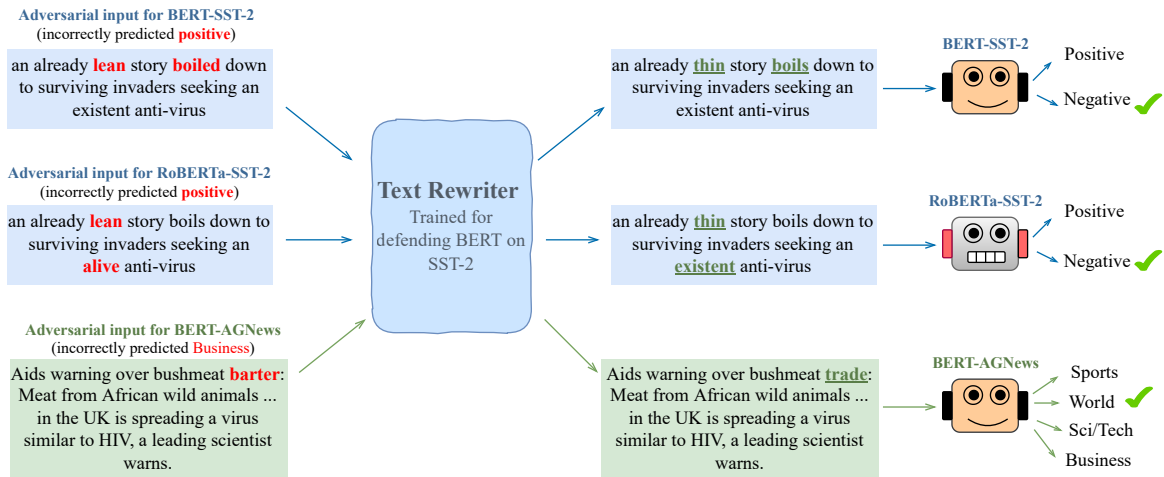 Adversarial input for BERT-SST-2
(incorrectly predicted positive)
an already lean story boiled down
to surviving invaders seeking an
existent anti-virus
Adversarial input for RoBERTa-SST-2
(incorrectly predicted positive)
an already lean story boils down to
surviving invaders seeking an
alive anti-virus
Adversarial input for BERT-AGNews
(incorrectly predicted Business)
Aids warning over bushmeat barter:
Meat from African wild animals ...
in the UK is spreading a virus
similar to HIV, a leading scientist
warns.
Text Rewriter
Trained for
defending BERT on
SST-2
an already thin story boils down to
surviving invaders seeking an
existent anti-virus
BERT-SST-2
Positive
Negative
an already thin story boils down to
surviving invaders seeking an
existent anti-virus
RoBERTa-SST-2
Positive
Negative
Aids warning over bushmeat trade:
Meat from African wild animals ...
in the UK is spreading a virus
similar to HIV, a leading scientist
warns.
BERT-AGNews
Sports
World
Sci/Tech
Business